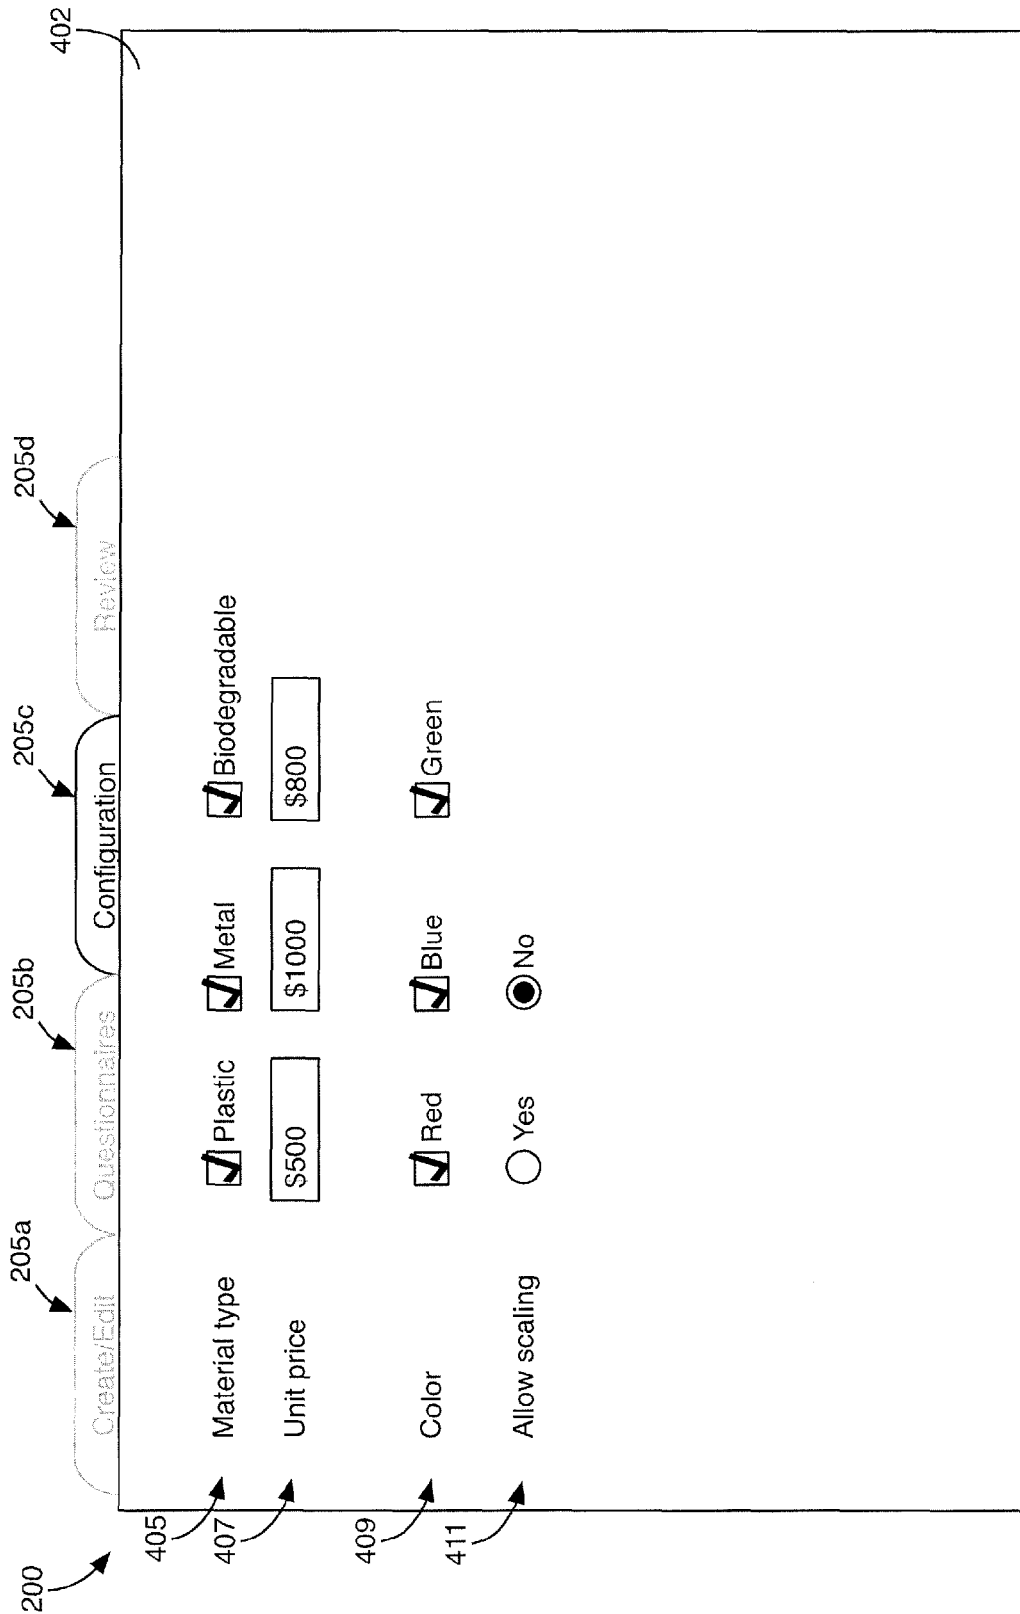 200
205a
205b
205c
205d
402
Create/Edit
Questionnaires
Configuration
Review
405
Material type
Plastic
Metal
Biodegradable
407
Unit price
$500
$1000
$800
409
Color
Red
Blue
Green
411
Allow scaling
Yes
No